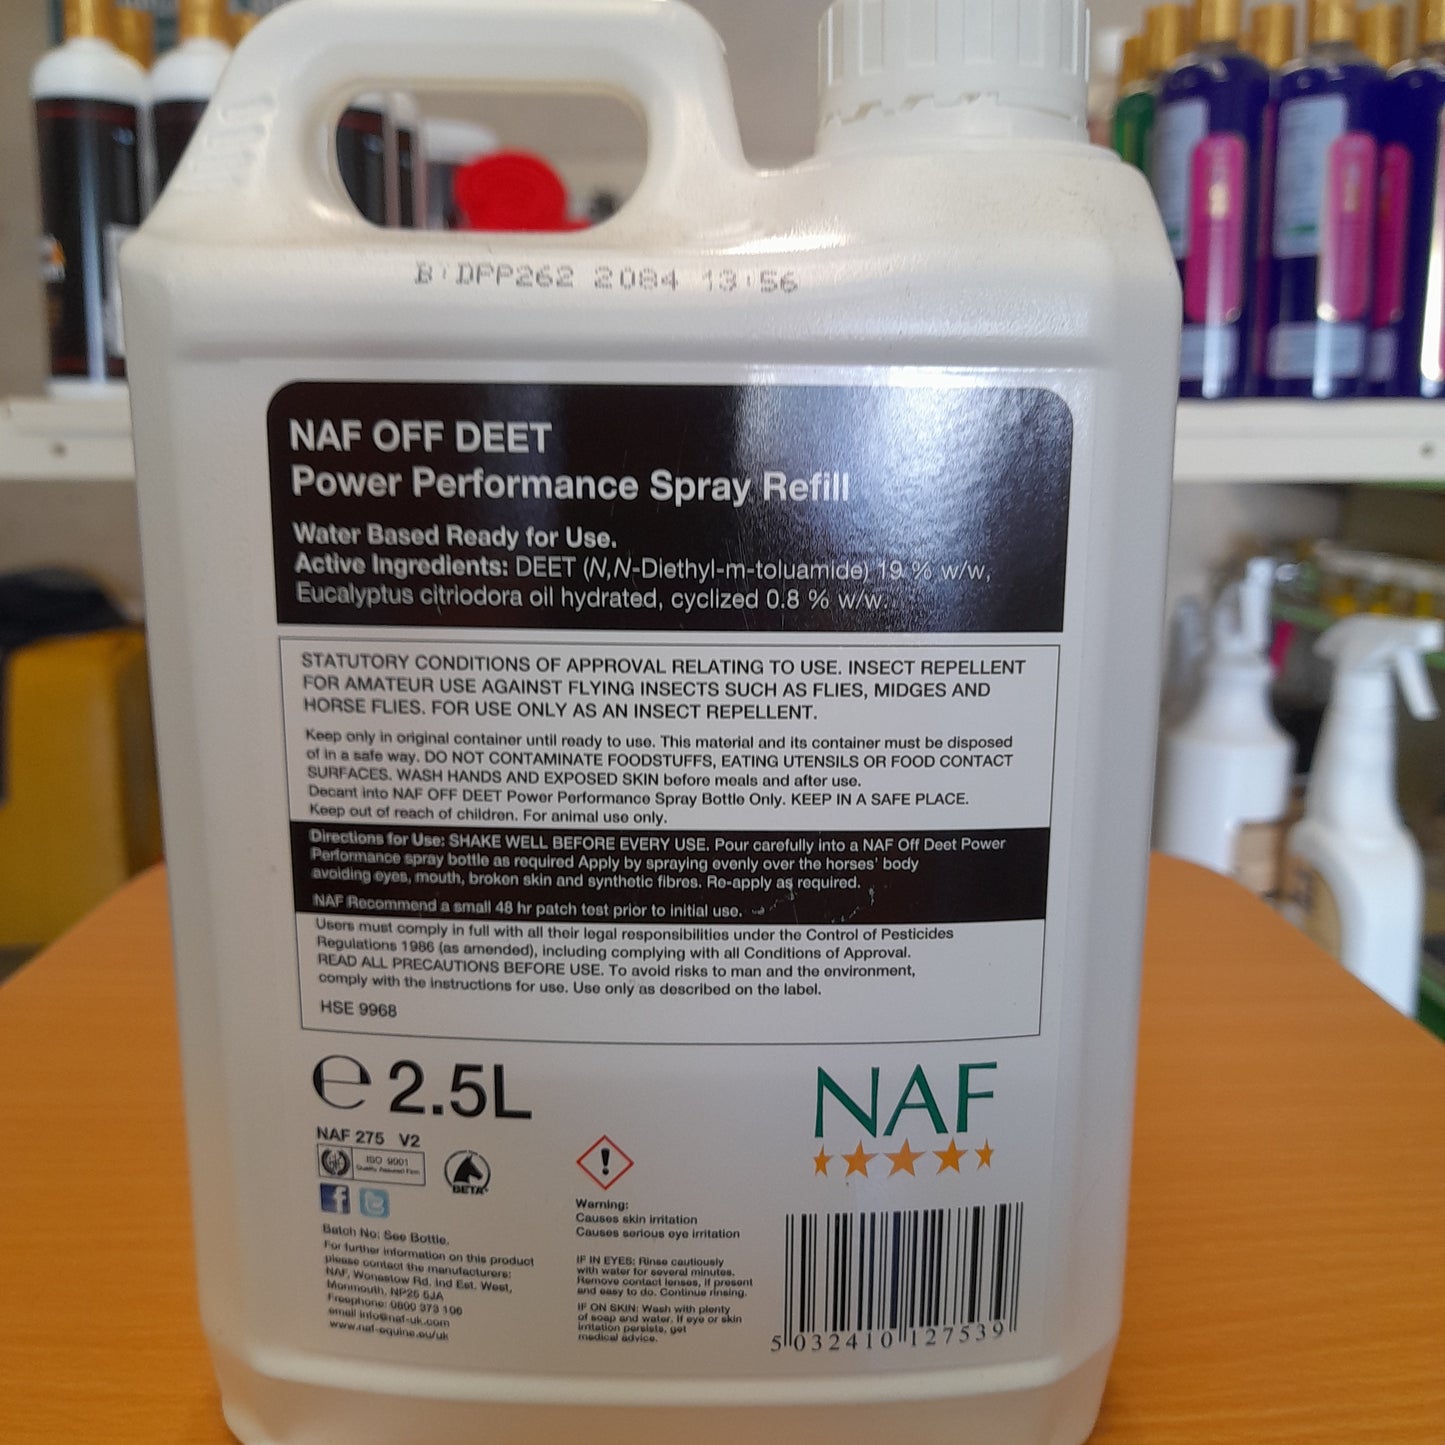 B:DPP262 2084 13:56
NAF OFF DEET
Power Performance Spray Refill
Water Based Ready for Use.
Active Ingredients: DEET (N,N-Diethyl-m-toluamide) 19 % w/w,
Eucalyptus citriodora oil hydrated, cyclized 0.8 % w/w.
STATUTORY CONDITIONS OF APPROVAL RELATING TO USE. INSECT REPELLENT
FOR AMATEUR USE AGAINST FLYING INSECTS SUCH AS FLIES, MIDGES AND
HORSE FLIES. FOR USE ONLY AS AN INSECT REPELLENT.
Keep only in original container until ready to use. This material and its container must be disposed
of in a safe way. DO NOT CONTAMINATE FOODSTUFFS, EATING UTENSILS OR FOOD CONTACT
SURFACES. WASH HANDS AND EXPOSED SKIN before meals and after use.
Decant into NAF OFF DEET Power Performance Spray Bottle Only. KEEP IN A SAFE PLACE.
Keep out of reach of children. For animal use only.
Directions for Use: SHAKE WELL BEFORE EVERY USE. Pour carefully into a NAF Off Deet Power
Performance spray bottle as required Apply by spraying evenly over the horses' body
avoiding eyes, mouth, broken skin and synthetic fibres. Re-apply as required.
NAF Recommend a small 48 hr patch test prior to initial use.
Users must comply in full with all their legal responsibilities under the Control of Pesticides
Regulations 1986 (as amended), including complying with all Conditions of Approval.
READ ALL PRECAUTIONS BEFORE USE. To avoid risks to man and the environment,
comply with the instructions for use. Use only as described on the label.
HSE 9968
e 2.5L
NAF 275 V2
ISO 9001
Quality Assured Firm
BETA
f t
Batch No: See Bottle.
For further information on this product
please contact the manufacturers:
NAF, Wonastow Rd. Ind Est. West,
Monmouth, NP25 5JA
Freephone: 0800 373 106
email info@naf-uk.com
www.naf-equine.eu/uk
Warning:
Causes skin irritation
Causes serious eye irritation
IF IN EYES: Rinse cautiously
with water for several minutes.
Remove contact lenses, if present
and easy to do. Continue rinsing.
IF ON SKIN: Wash with plenty
of soap and water. If eye or skin
irritation persists, get
medical advice.
NAF
5 032410 127539